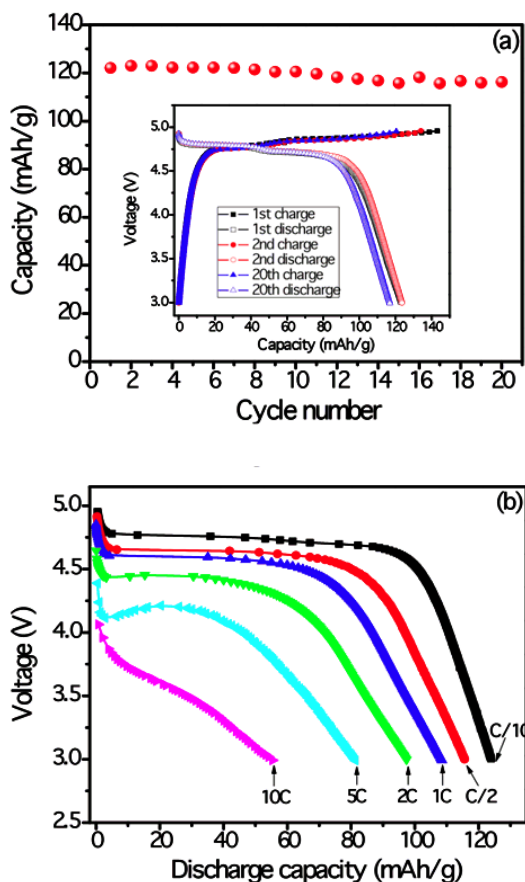 (a)
140
120
100
80
60
40
20
0
Capacity (mAh/g)
5.0
4.5
4.0
3.5
3.0
Voltage (V)
1st charge
1st discharge
2nd charge
2nd discharge
20th charge
20th discharge
0 20 40 60 80 100 120 140
Capacity (mAh/g)
0 2 4 6 8 10 12 14 16 18 20
Cycle number
(b)
5.0
4.5
4.0
3.5
3.0
2.5
Voltage (V)
C/10
10C 5C 2C 1C C/2
0 20 40 60 80 100 120
Discharge capacity (mAh/g)